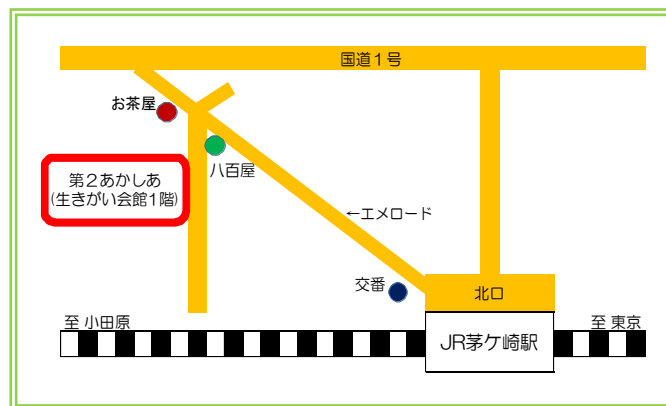 国道１号
お茶屋
八百屋
第２あかしあ
(生きがい会館１階)
←エメロード
交番
北口
至 小田原
至 東京
JR茅ケ崎駅